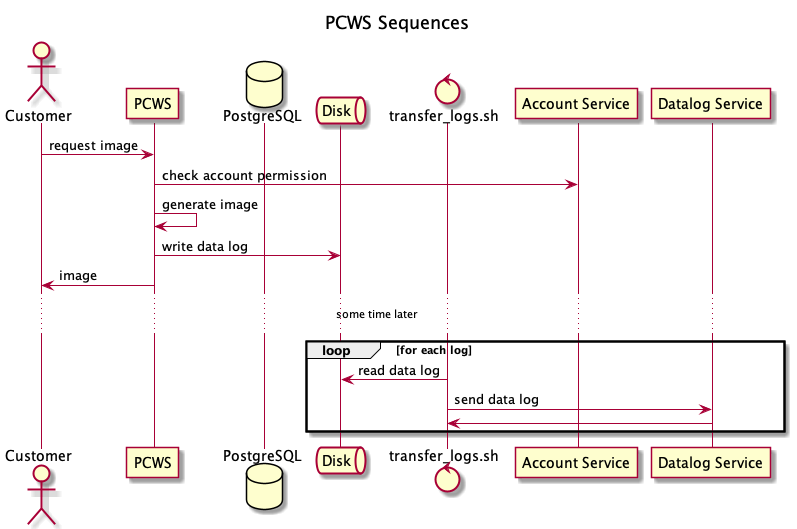 PCWS Sequences
Customer
PCWS
PostgreSQL
Disk
transfer_logs.sh
Account Service
Datalog Service
request image
check account permission
generate image
write data log
image
some time later
loop [for each log]
read data log
send data log
Customer
PCWS
PostgreSQL
Disk
transfer_logs.sh
Account Service
Datalog Service